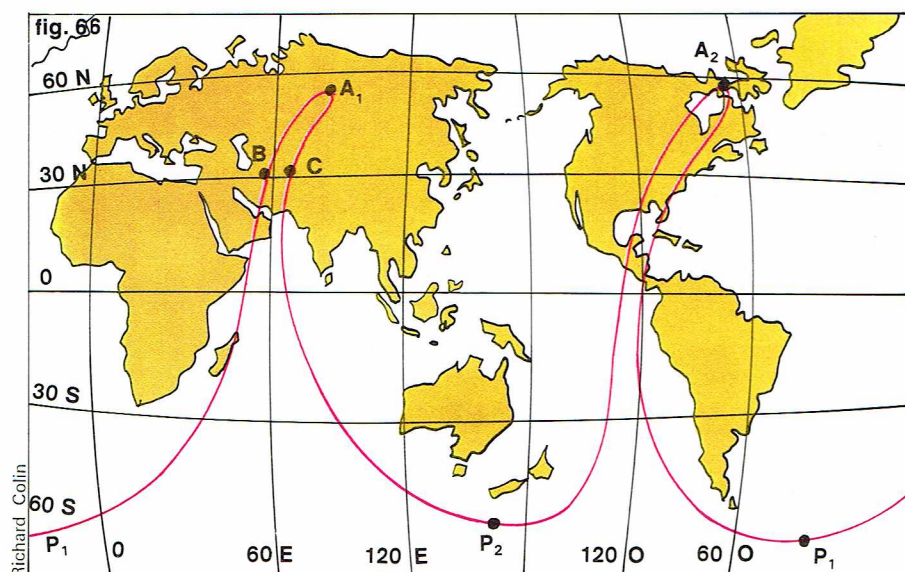 fig. 66
60 N
A₁
A₂
B
C
30 N
0
30 S
60 S
P₁
0
60 E
120 E
P₂
120 O
60 O
P₁
Richard Colin